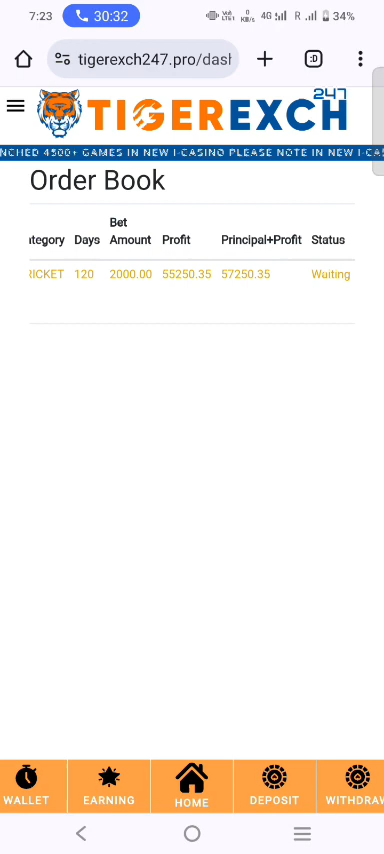 7:23 30:32 4G R 34%
tigerexch247.pro/dash
TIGEREXCH 247
NCHED 4500+ GAMES IN NEW I-CASINO PLEASE NOTE IN NEW I-CAS
Order Book
tegory Days Bet Amount Profit Principal+Profit Status
RICKET 120 2000.00 55250.35 57250.35 Waiting
WALLET EARNING HOME DEPOSIT WITHDRAW